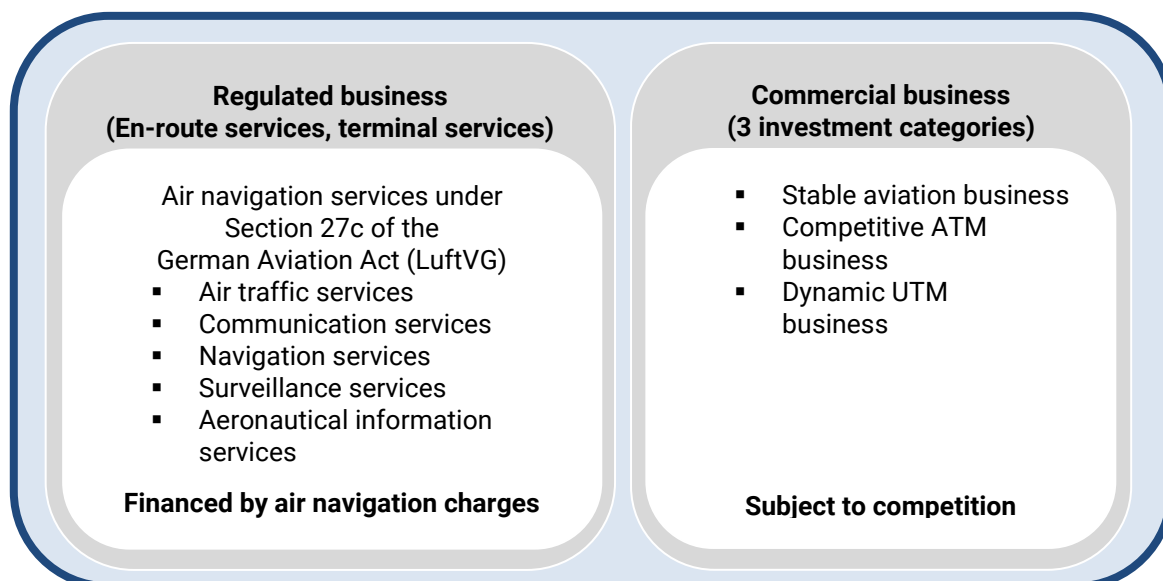 Regulated business
(En-route services, terminal services)
Air navigation services under
Section 27c of the
German Aviation Act (LuftVG)
▪ Air traffic services
▪ Communication services
▪ Navigation services
▪ Surveillance services
▪ Aeronautical information
services
Financed by air navigation charges
Commercial business
(3 investment categories)
▪ Stable aviation business
▪ Competitive ATM
business
▪ Dynamic UTM
business
Subject to competition